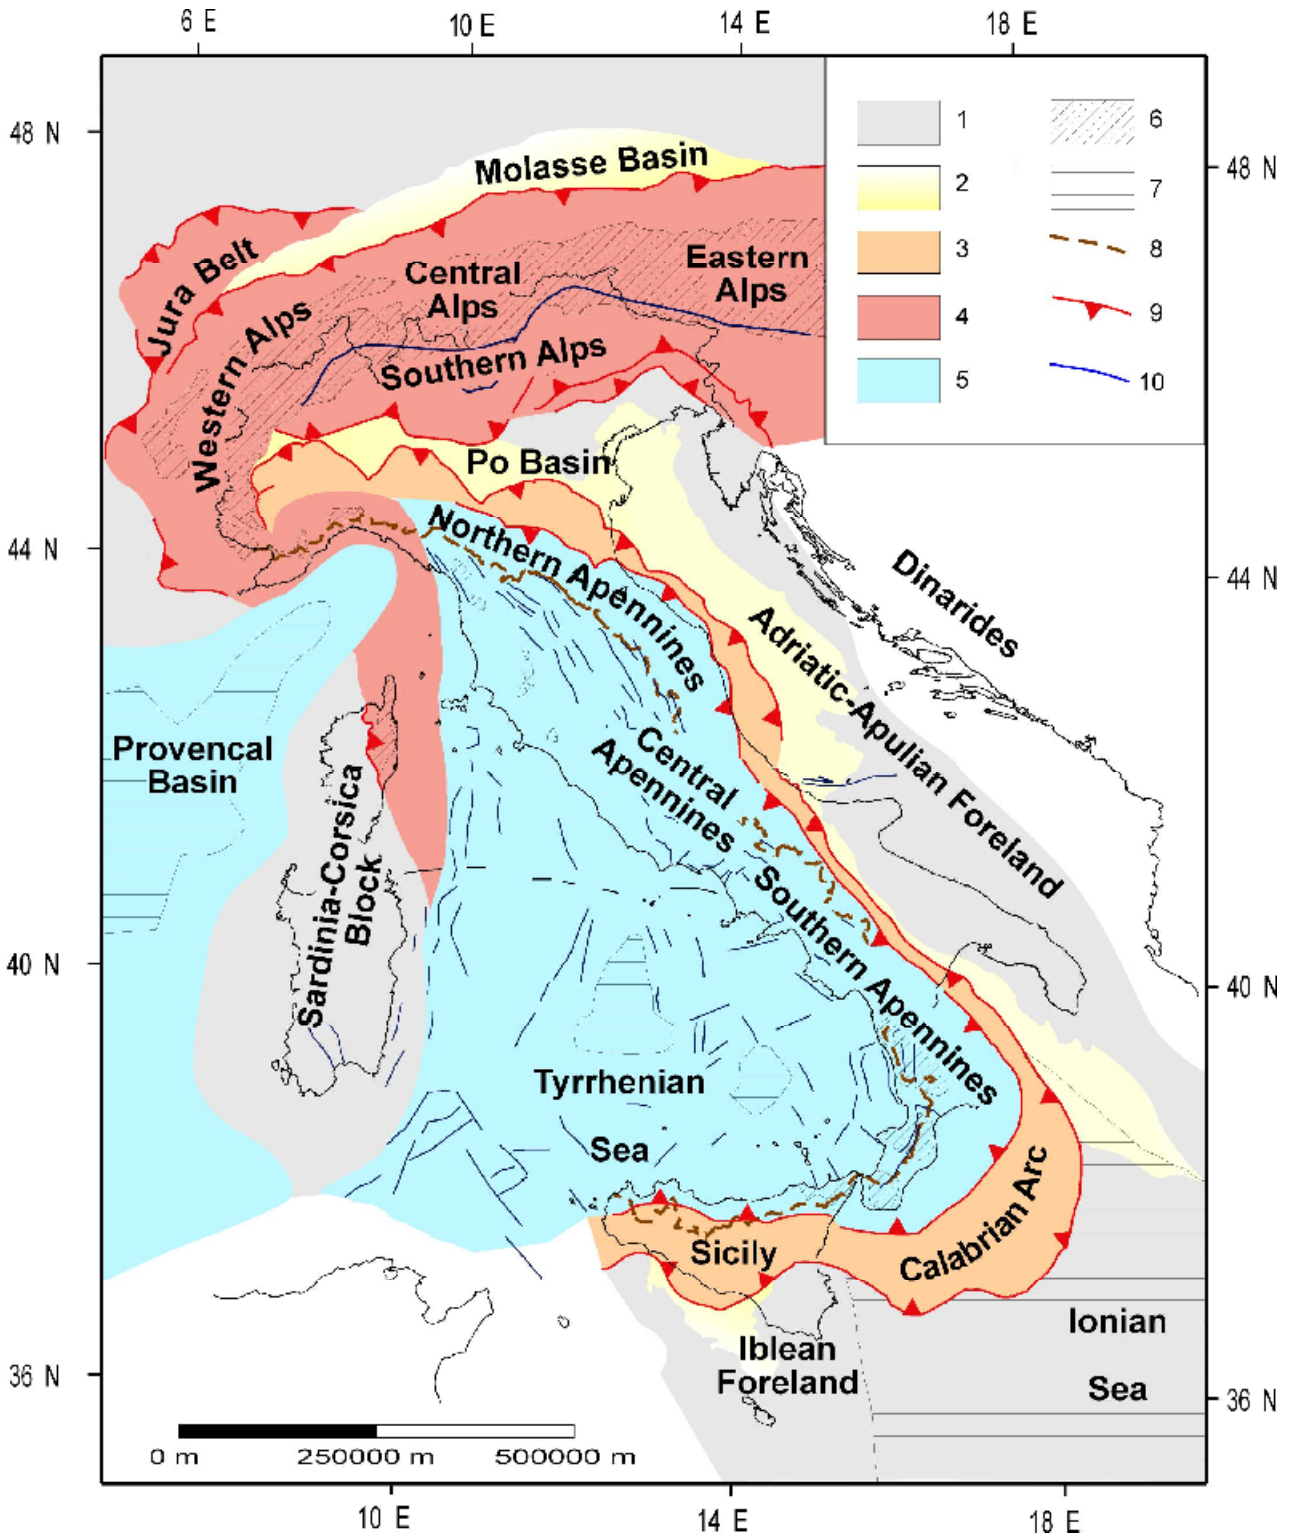 6 E
10 E
14 E
18 E
48 N
48 N
1
6
2
7
3
8
4
9
5
10
Molasse Basin
Jura Belt
Central
Alps
Eastern
Alps
Western Alps
Southern Alps
Po Basin
44 N
44 N
Northern Apennines
Dinarides
Adriatic-Apulian Foreland
Provencal
Basin
Central
Apennines
Sardinia-Corsica
Block
Southern Apennines
40 N
40 N
Tyrrhenian
Sea
Calabrian Arc
Sicily
Ionian
Sea
Iblean
Foreland
36 N
36 N
0 m
250000 m
500000 m
10 E
14 E
18 E